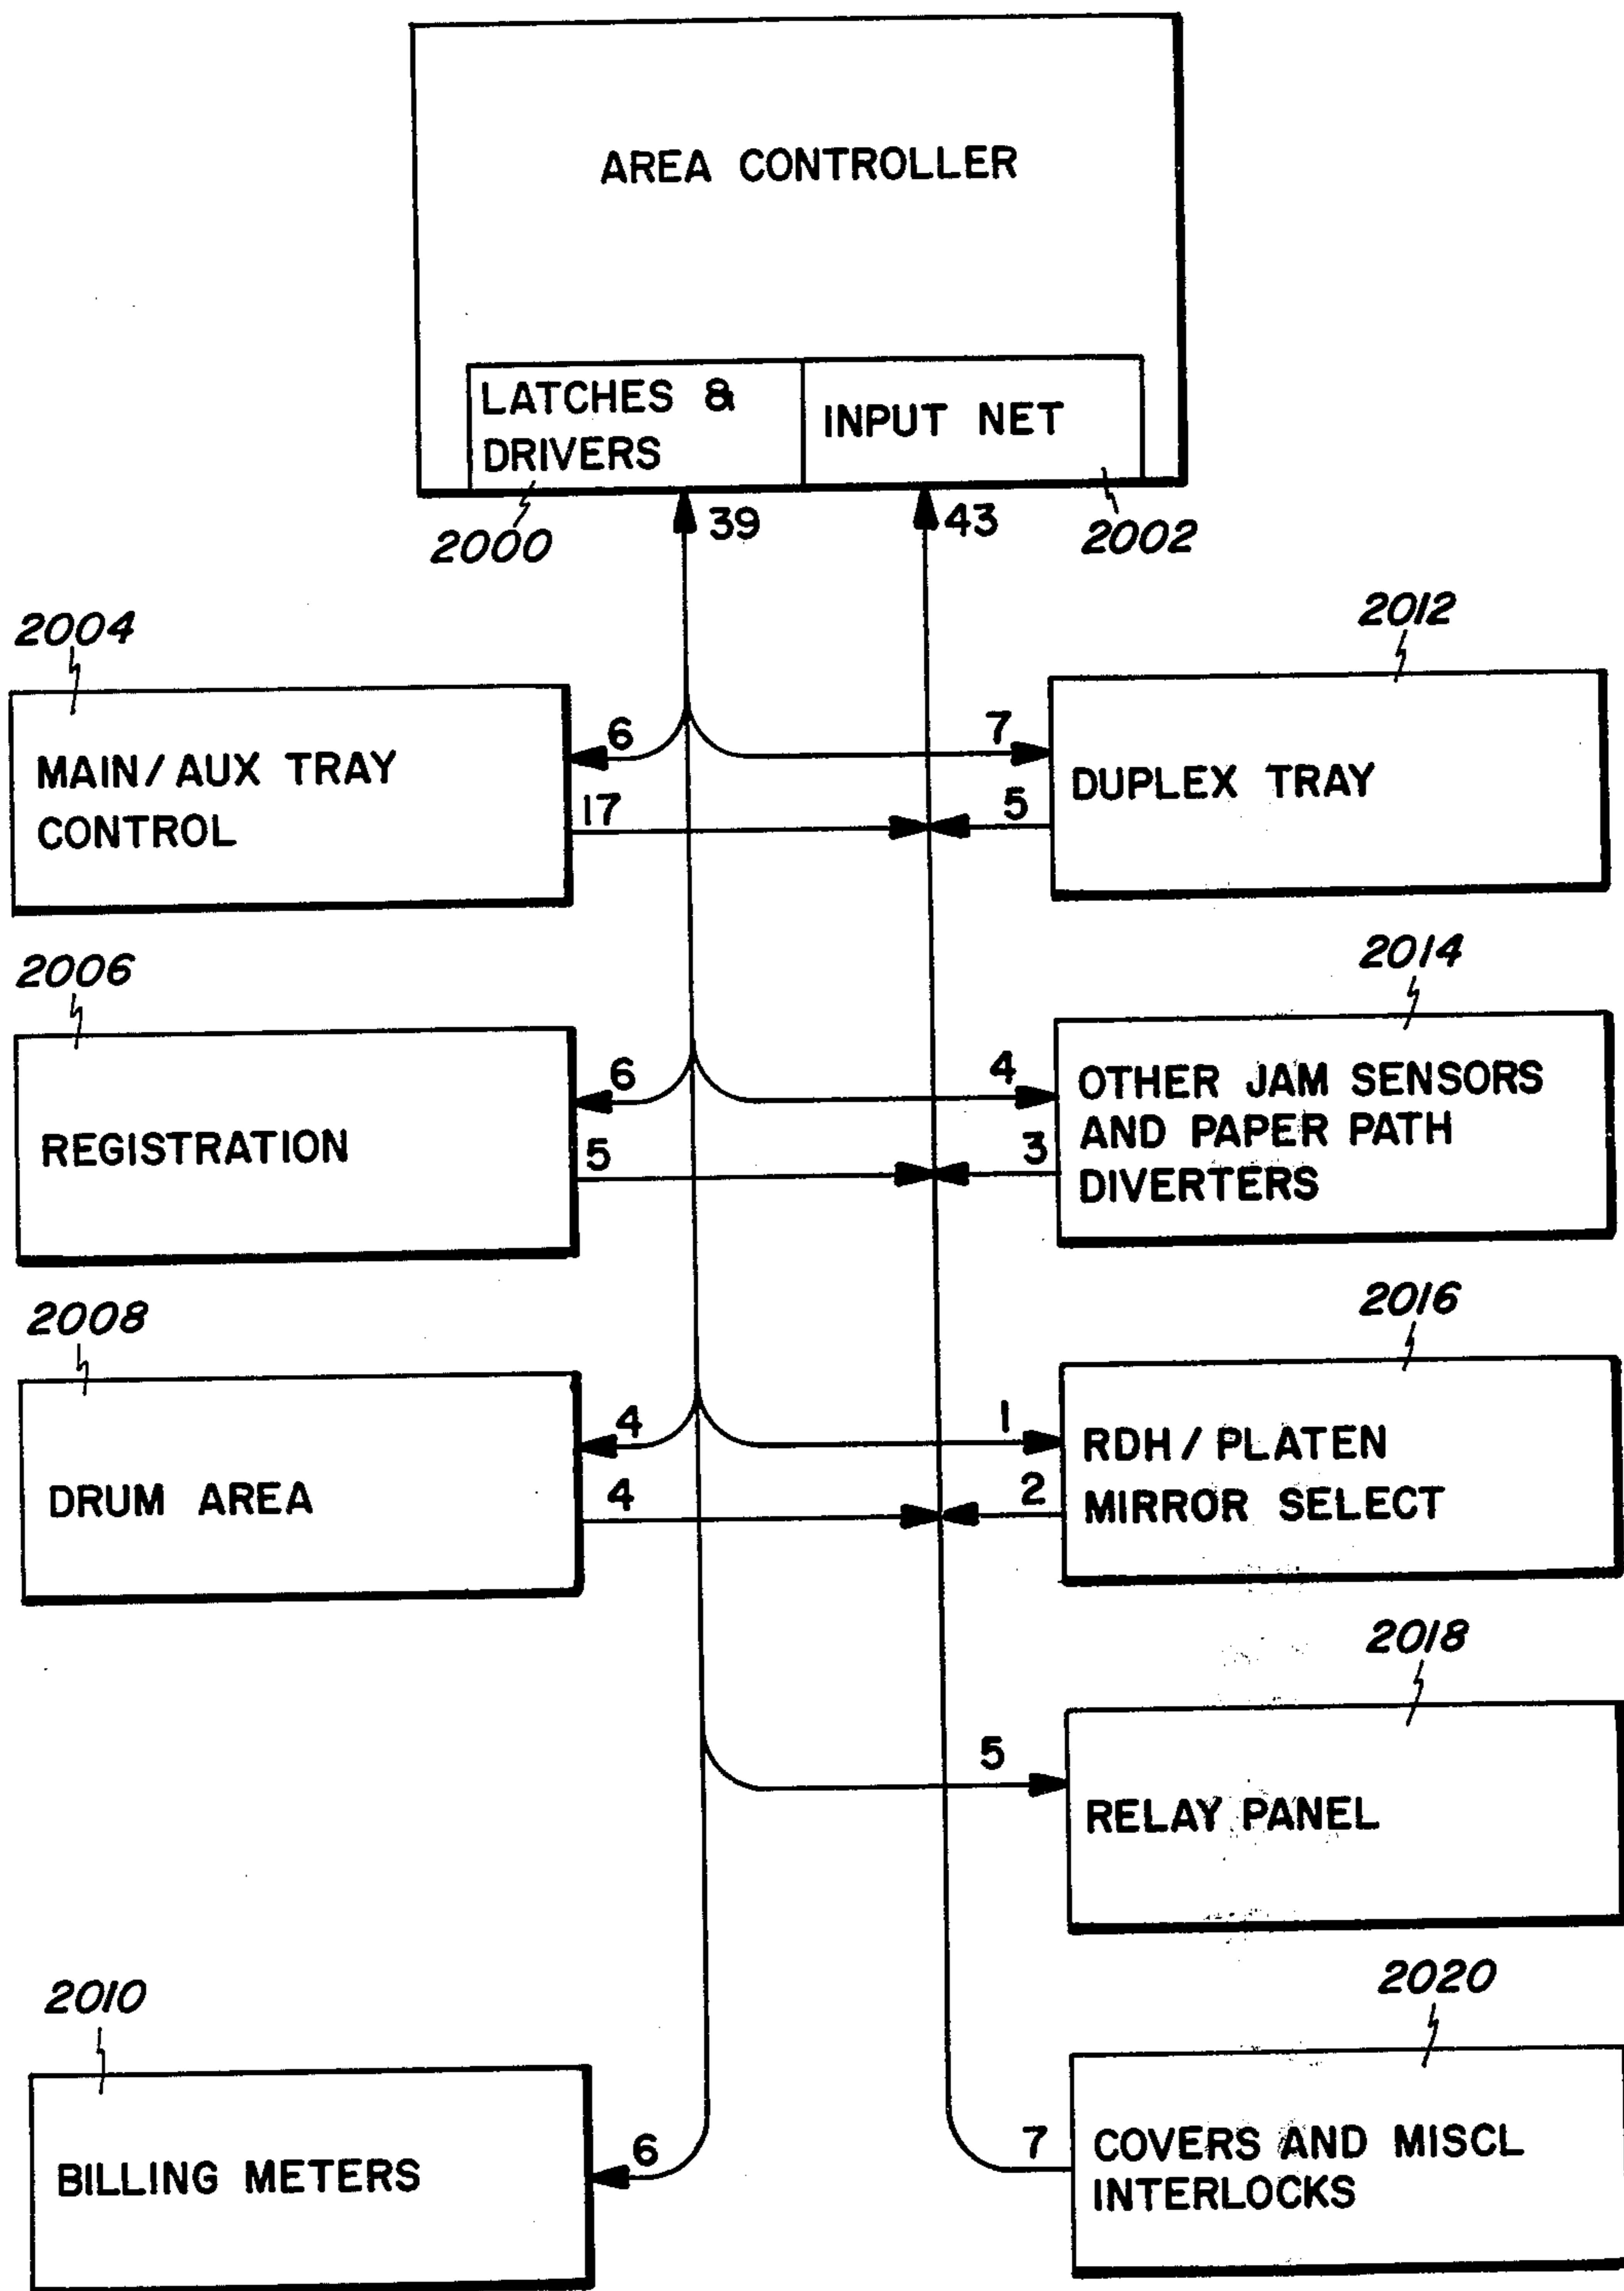 AREA CONTROLLER
LATCHES &
DRIVERS
INPUT NET
2000
39
43
2002
2004
2012
MAIN/AUX TRAY
CONTROL
6
17
7
5
DUPLEX TRAY
2006
2014
REGISTRATION
6
5
4
3
OTHER JAM SENSORS
AND PAPER PATH
DIVERTERS
2008
2016
DRUM AREA
4
4
1
2
RDH/PLATEN
MIRROR SELECT
2018
5
RELAY PANEL
2010
2020
BILLING METERS
6
7
COVERS AND MISCL
INTERLOCKS